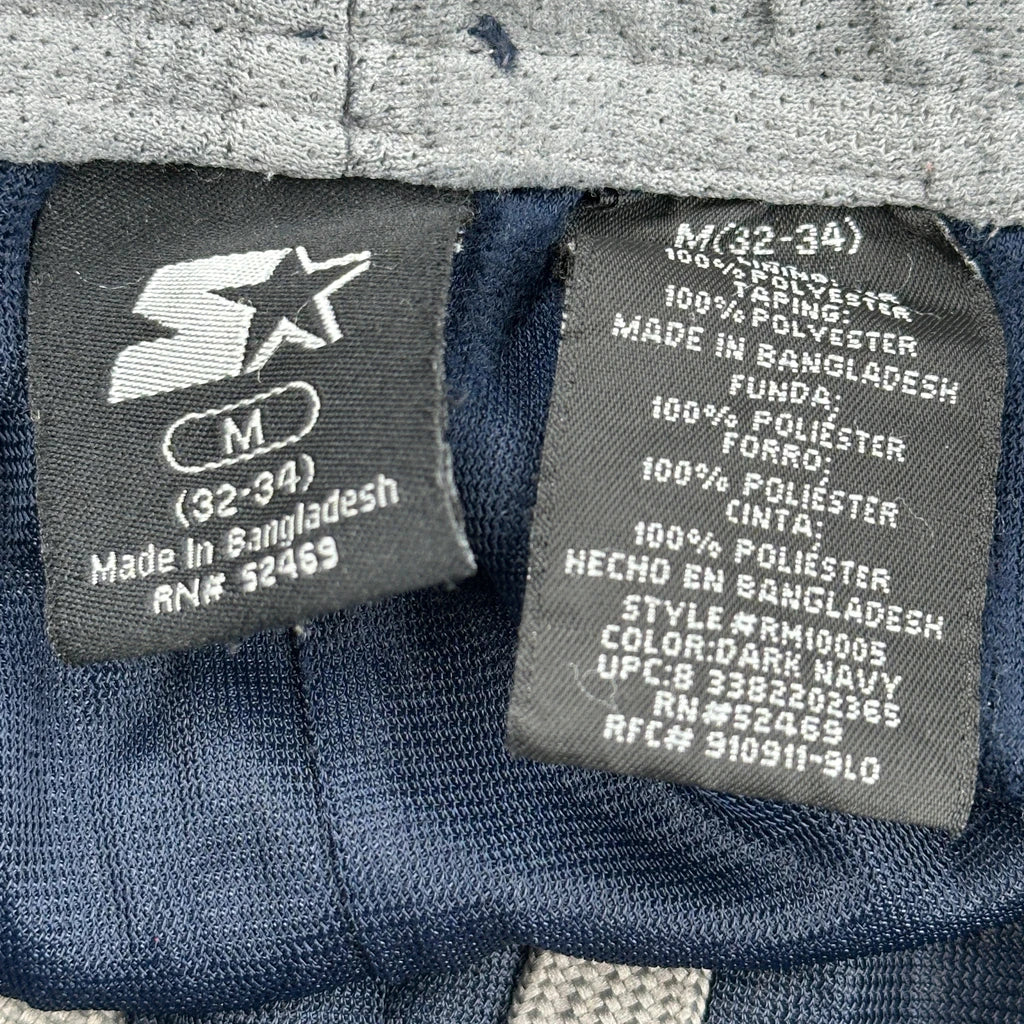 M
(32-34)
Made In Bangladesh
RN# 52469
M(32-34)
100% POLYESTER
TAPING:
100% POLYESTER
MADE IN BANGLADESH
FUNDA;
100% POLIÉSTER
FORRO;
100% POLIÉSTER
CINTA;
100% POLIÉSTER
HECHO EN BANGLADESH
STYLE #RM10005
COLOR:DARK NAVY
UPC:8 3382202365
RN #52469
RFC# 910911-9L0